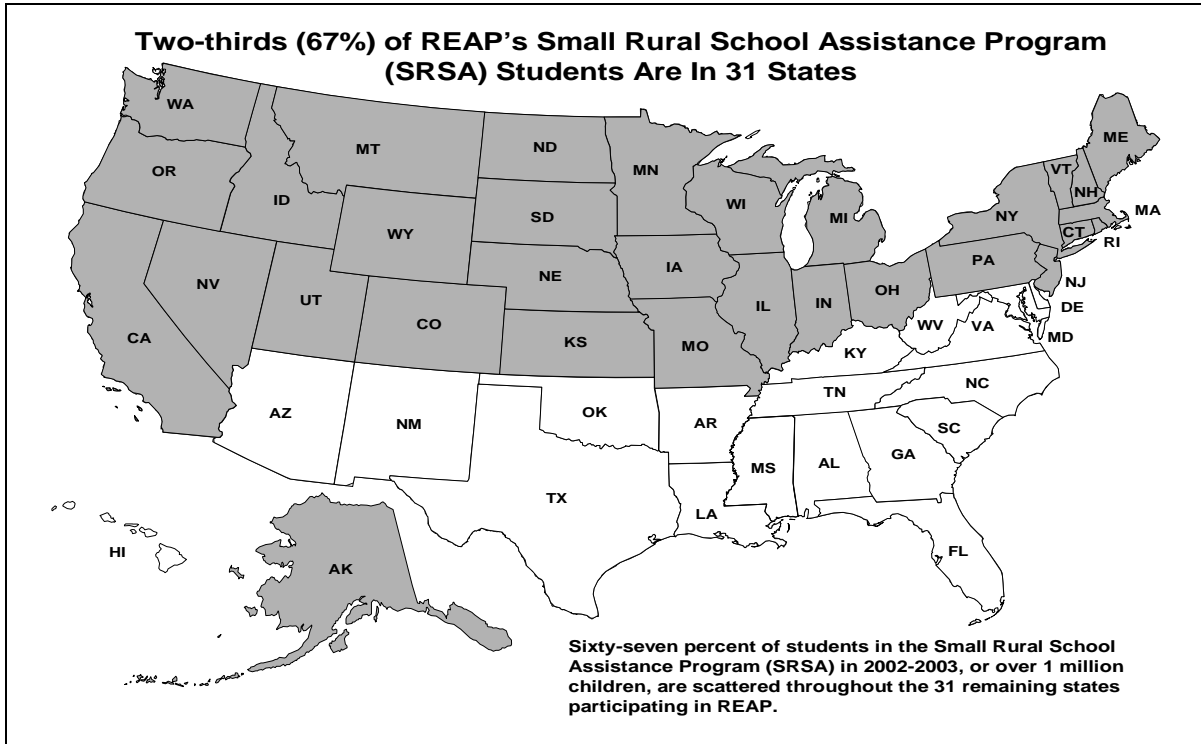 Two-thirds (67%) of REAP's Small Rural School Assistance Program
(SRSA) Students Are In 31 States
WA
MT
ND
MN
ME
OR
ID
SD
WI
MI
VT
NH
NY
MA
WY
CT
RI
IA
PA
NE
NJ
NV
UT
CO
IL
IN
OH
DE
CA
KS
MO
WV
VA
MD
KY
NC
TN
AZ
NM
OK
AR
SC
MS
AL
GA
TX
LA
HI
FL
AK
Sixty-seven percent of students in the Small Rural School
Assistance Program (SRSA) in 2002-2003, or over 1 million
children, are scattered throughout the 31 remaining states
participating in REAP.